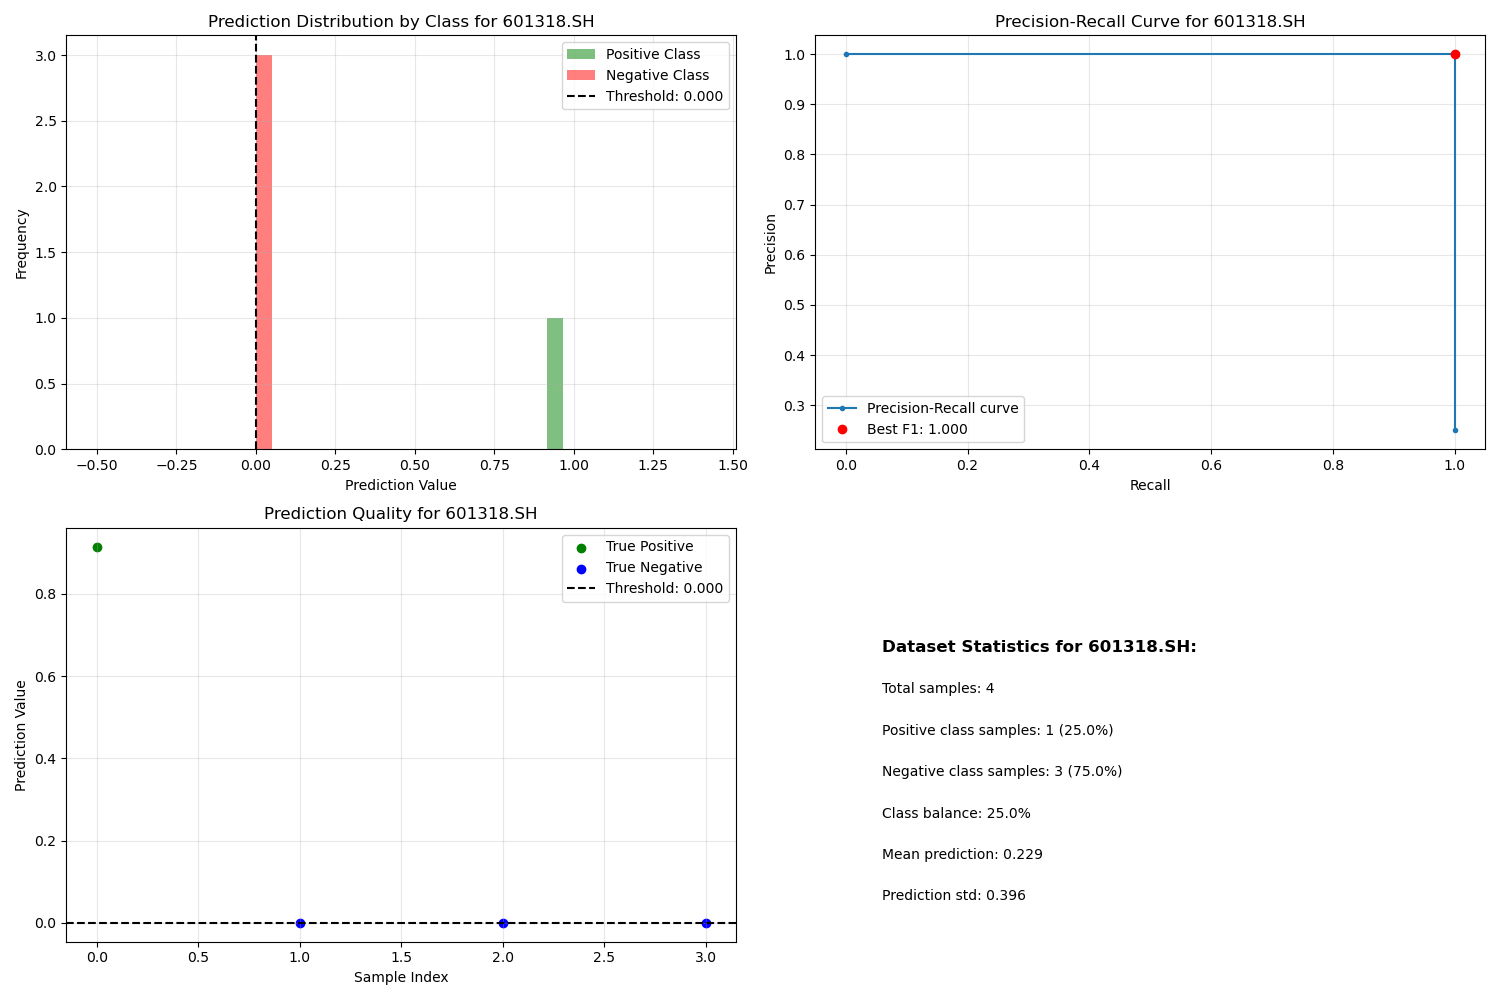 Prediction Distribution by Class for 601318.SH
3.0
2.5
2.0
1.5
1.0
0.5
0.0
Frequency
−0.50
−0.25
0.00
0.25
0.50
0.75
1.00
1.25
1.50
Prediction Value
Positive Class
Negative Class
Threshold: 0.000
Precision-Recall Curve for 601318.SH
1.0
0.9
0.8
0.7
0.6
0.5
0.4
0.3
Precision
0.0
0.2
0.4
0.6
0.8
1.0
Recall
Precision-Recall curve
Best F1: 1.000
Prediction Quality for 601318.SH
0.8
0.6
0.4
0.2
0.0
Prediction Value
0.0
0.5
1.0
1.5
2.0
2.5
3.0
Sample Index
True Positive
True Negative
Threshold: 0.000
Dataset Statistics for 601318.SH:
Total samples: 4
Positive class samples: 1 (25.0%)
Negative class samples: 3 (75.0%)
Class balance: 25.0%
Mean prediction: 0.229
Prediction std: 0.396